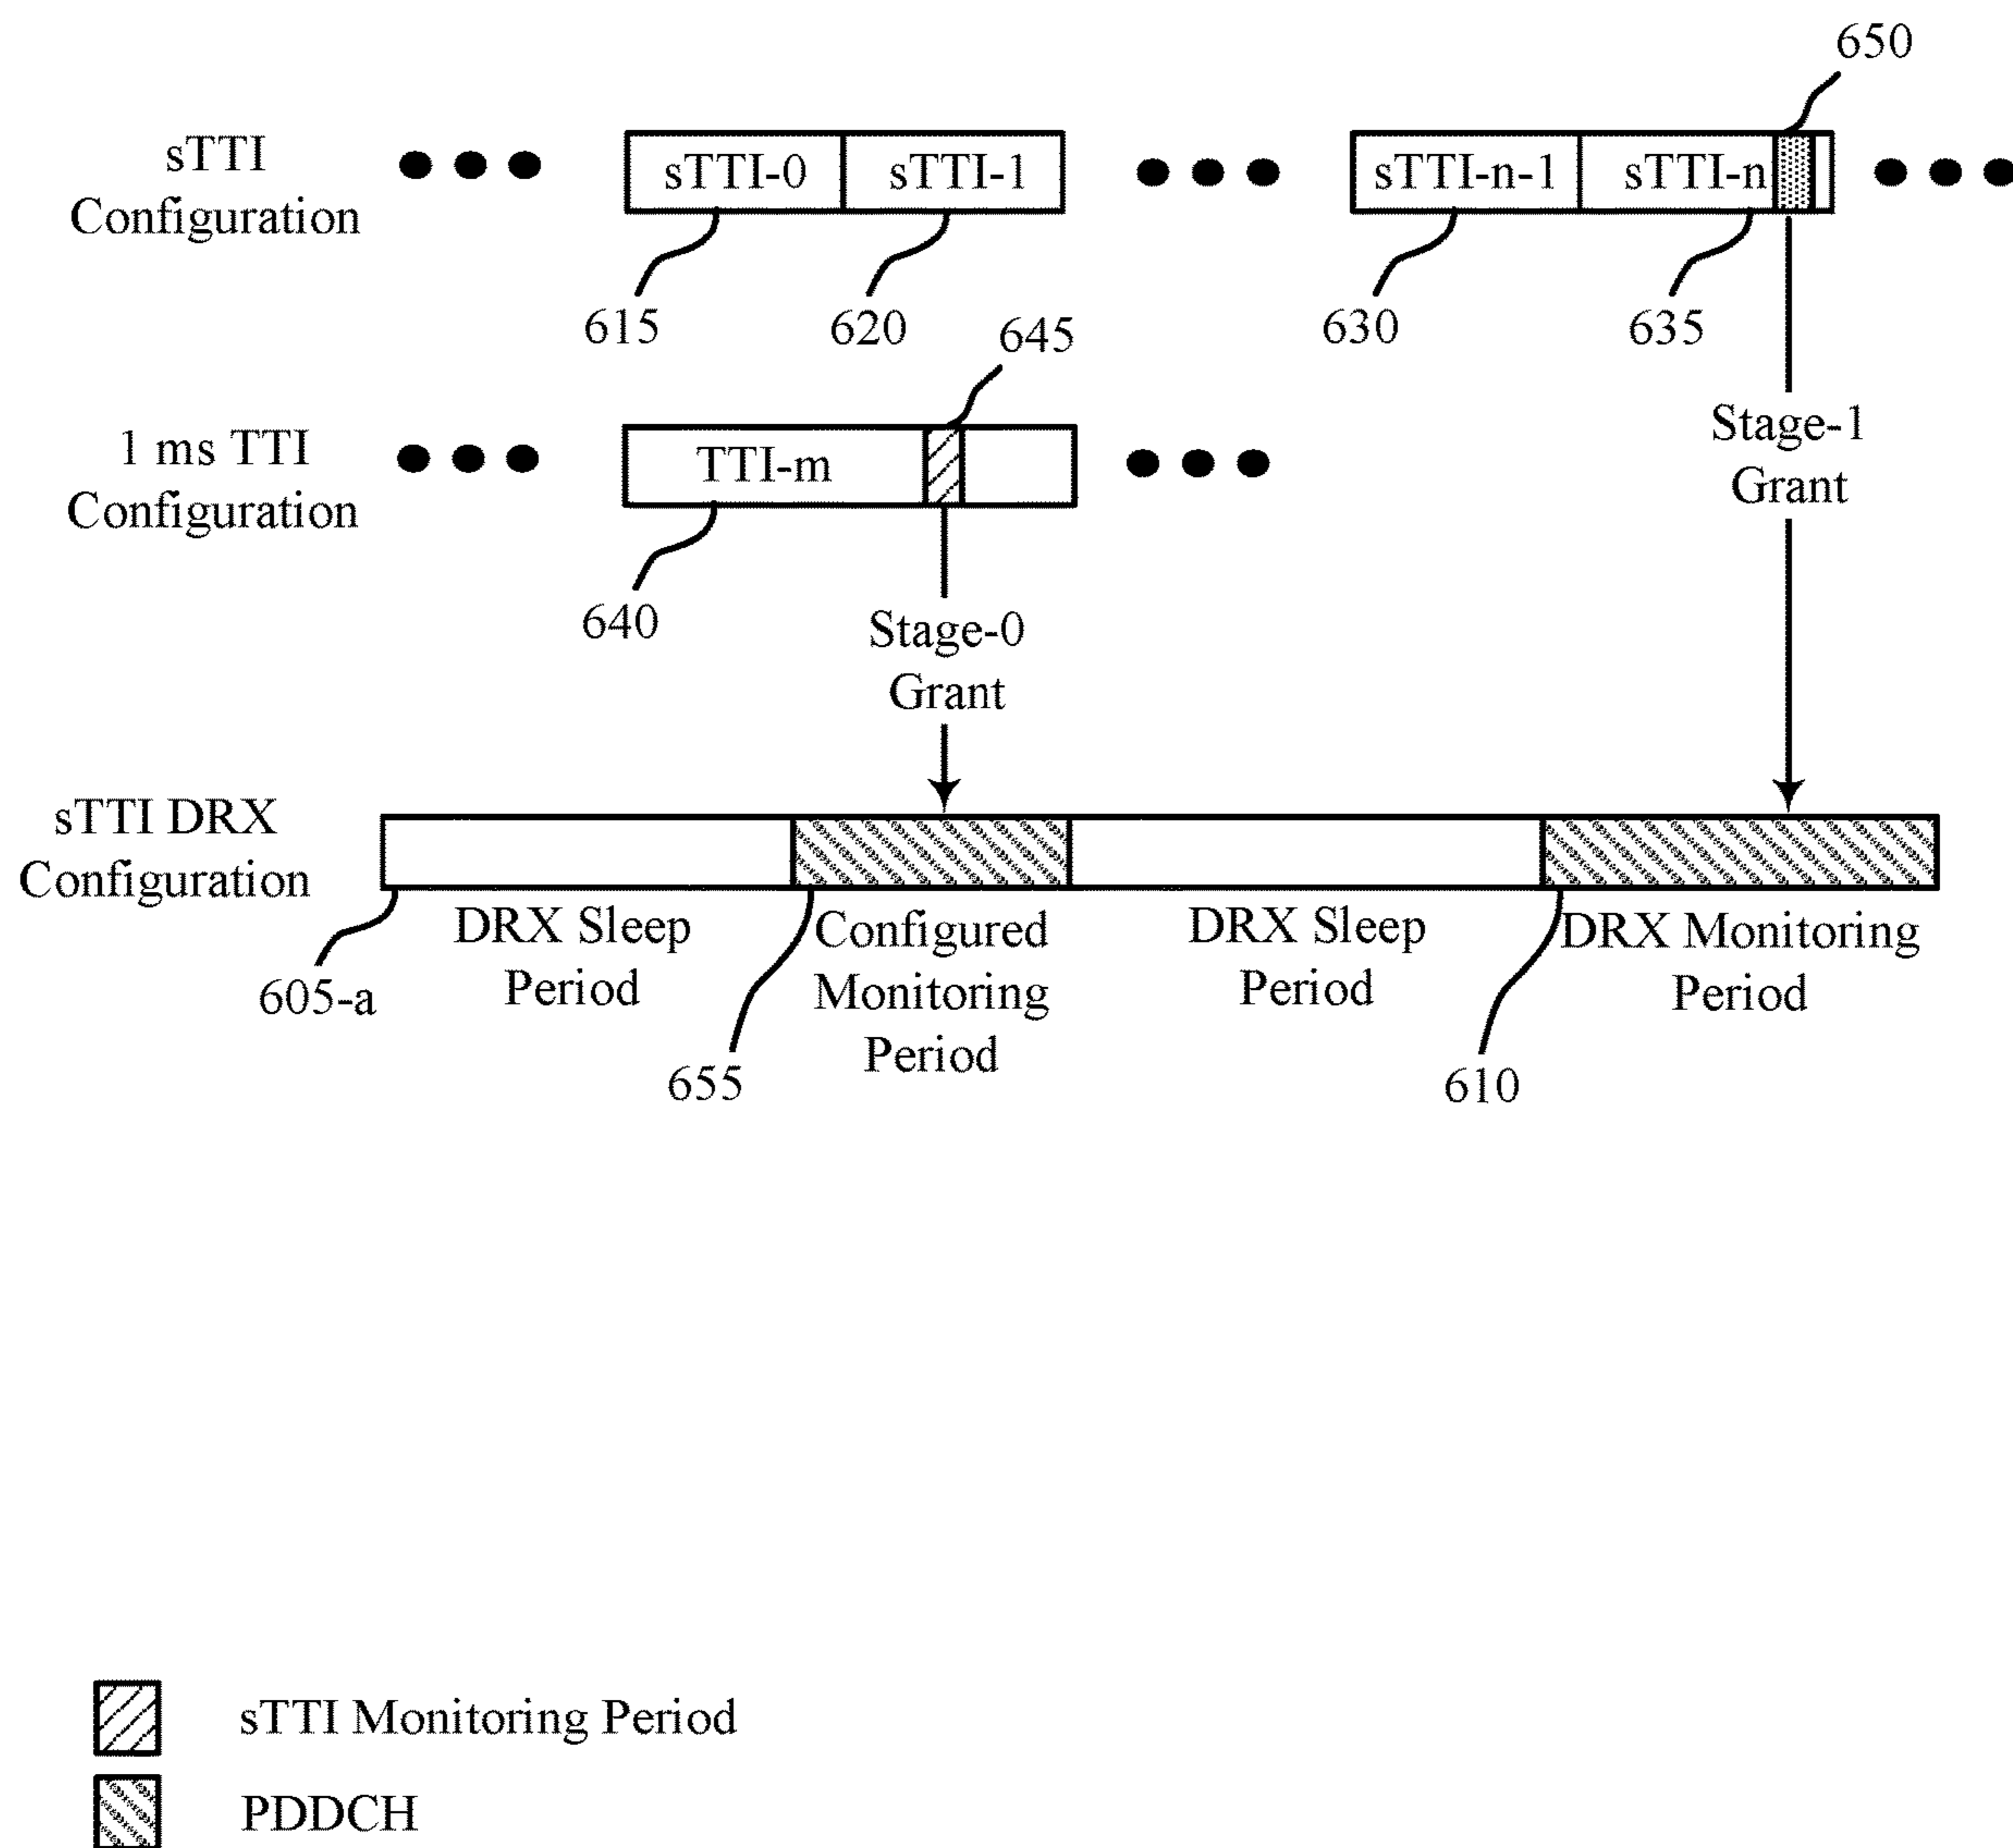 650
sTTI
Configuration
sTTI-0
sTTI-1
sTTI-n-1
sTTI-n
615
620
645
630
635
1 ms TTI
Configuration
TTI-m
Stage-1
Grant
640
Stage-0
Grant
sTTI DRX
Configuration
605-a
DRX Sleep
Period
655
Configured
Monitoring
Period
DRX Sleep
Period
610
DRX Monitoring
Period
sTTI Monitoring Period
PDDCH